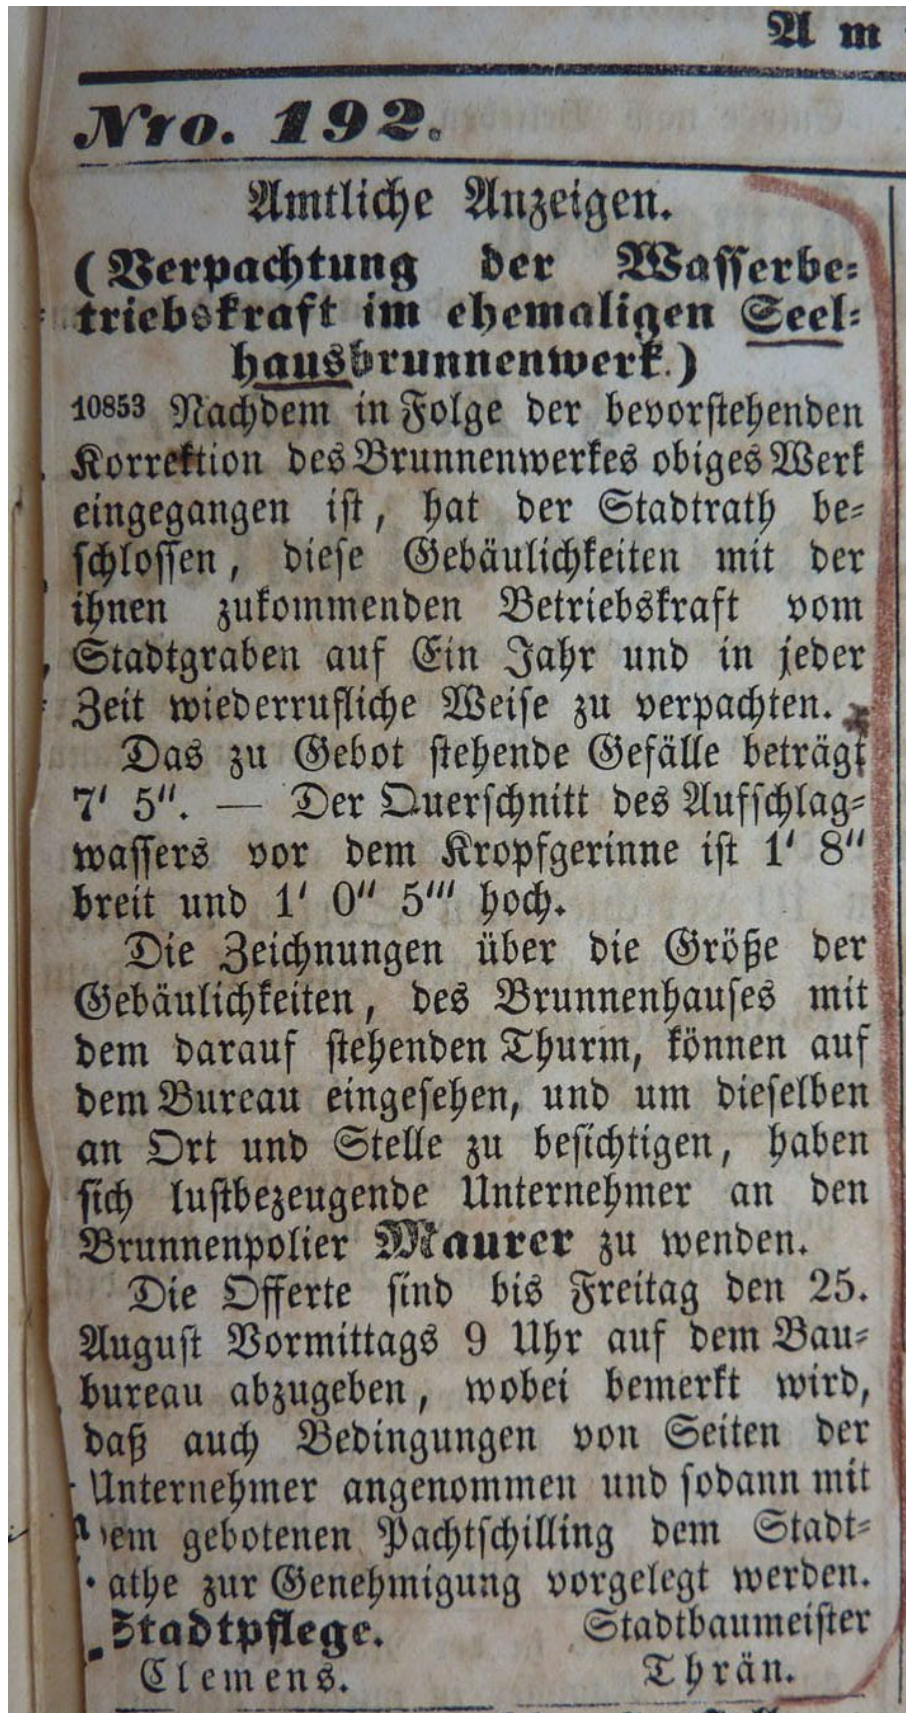 Am
Nro. 192.
Amtliche Anzeigen.
(Verpachtung der Wasserbe-
triebskraft im ehemaligen Seel-
hausbrunnenwerk.)
10853 Nachdem in Folge der bevorstehenden
Korrektion des Brunnenwerkes obiges Werk
eingegangen ist, hat der Stadtrath be-
schlossen, diese Gebäulichkeiten mit der
ihnen zukommenden Betriebskraft vom
Stadtgraben auf Ein Jahr und in jeder
Zeit wiederrufliche Weise zu verpachten.
Das zu Gebot stehende Gefälle beträgt
7' 5". — Der Querschnitt des Aufschlag-
wassers vor dem Kropfgerinne ist 1' 8"
breit und 1' 0" 5''' hoch.
Die Zeichnungen über die Größe der
Gebäulichkeiten, des Brunnenhauses mit
dem darauf stehenden Thurm, können auf
dem Bureau eingesehen, und um dieselben
an Ort und Stelle zu besichtigen, haben
sich lustbezeugende Unternehmer an den
Brunnenpolier Maurer zu wenden.
Die Offerte sind bis Freitag den 25.
August Vormittags 9 Uhr auf dem Bau-
bureau abzugeben, wobei bemerkt wird,
daß auch Bedingungen von Seiten der
Unternehmer angenommen und sodann mit
dem gebotenen Pachtschilling dem Stadt-
athe zur Genehmigung vorgelegt werden.
Stadtpflege. Stadtbaumeister
Clemens. Thrän.